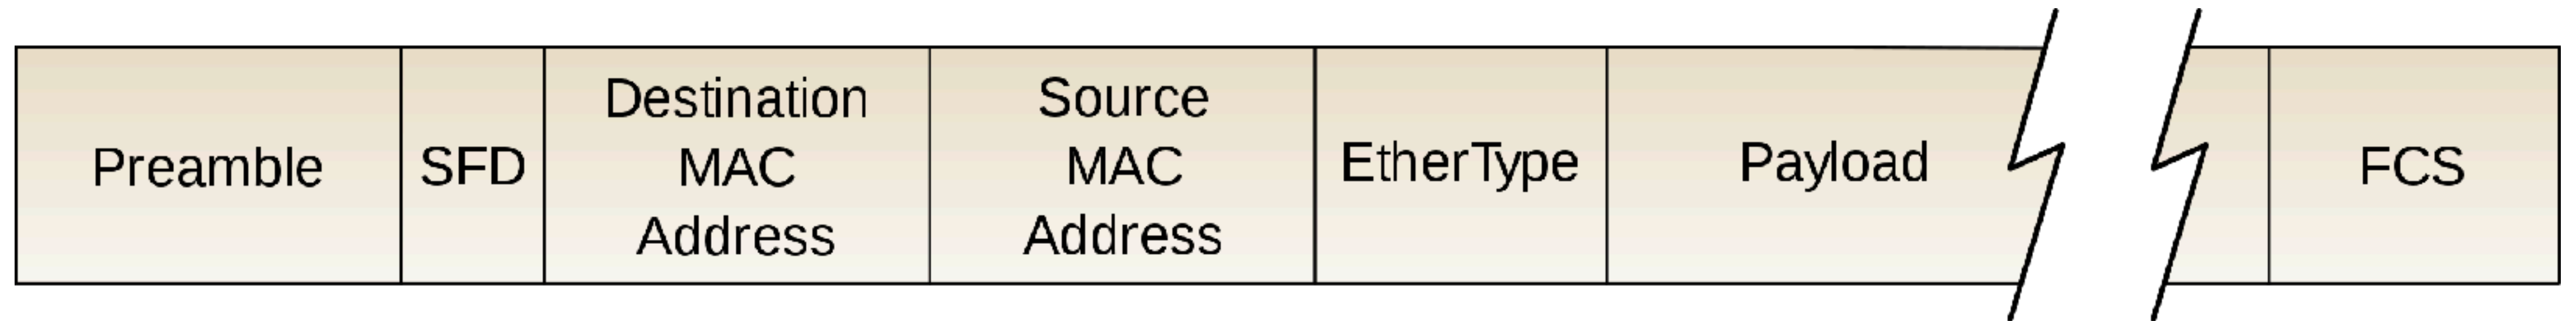 Preamble
SFD
Destination
MAC
Address
Source
MAC
Address
EtherType
Payload
FCS